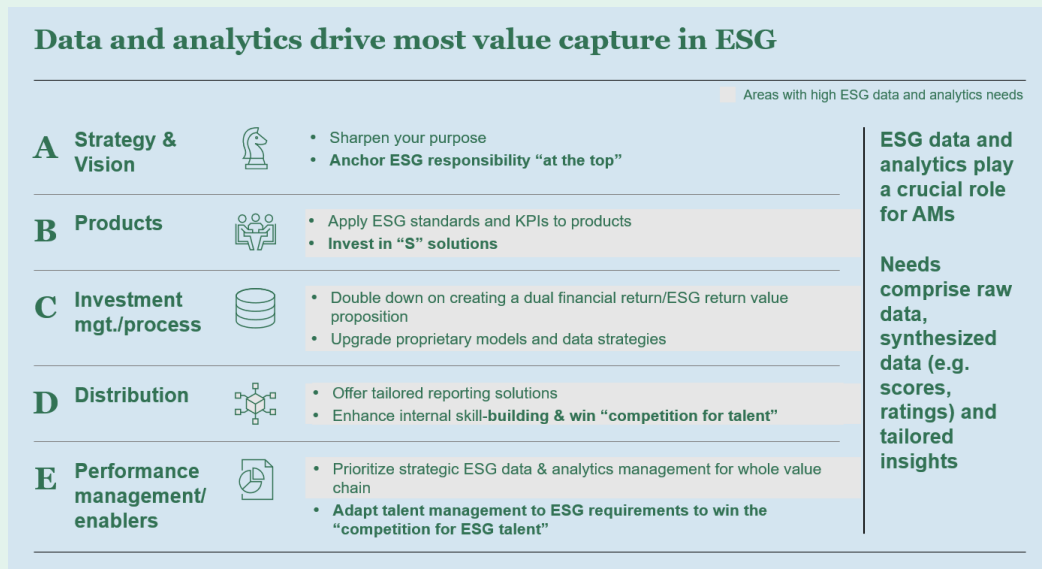 Data and analytics drive most value capture in ESG
Areas with high ESG data and analytics needs
A
Strategy &
Vision
• Sharpen your purpose
• Anchor ESG responsibility “at the top”
B
Products
• Apply ESG standards and KPIs to products
• Invest in “S” solutions
C
Investment
mgt./process
• Double down on creating a dual financial return/ESG return value
proposition
• Upgrade proprietary models and data strategies
D
Distribution
• Offer tailored reporting solutions
• Enhance internal skill-building & win “competition for talent”
E
Performance
management/
enablers
• Prioritize strategic ESG data & analytics management for whole value
chain
• Adapt talent management to ESG requirements to win the
“competition for ESG talent”
ESG data and
analytics play
a crucial role
for AMs
Needs
comprise raw
data,
synthesized
data (e.g.
scores,
ratings) and
tailored
insights